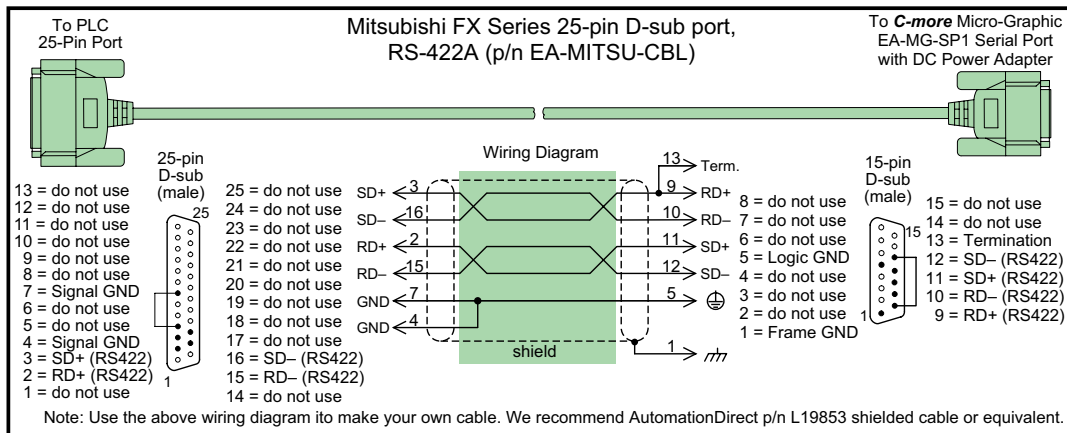 To PLC
25-Pin Port
Mitsubishi FX Series 25-pin D-sub port,
RS-422A (p/n EA-MITSU-CBL)
To C-more Micro-Graphic
EA-MG-SP1 Serial Port
with DC Power Adapter
25-pin
D-sub
(male)
25
1
13 = do not use
12 = do not use
11 = do not use
10 = do not use
9 = do not use
8 = do not use
7 = Signal GND
6 = do not use
5 = do not use
4 = Signal GND
3 = SD+ (RS422)
2 = RD+ (RS422)
1 = do not use
25 = do not use
24 = do not use
23 = do not use
22 = do not use
21 = do not use
20 = do not use
19 = do not use
18 = do not use
17 = do not use
16 = SD– (RS422)
15 = RD– (RS422)
14 = do not use
Wiring Diagram
13 Term.
SD+ 3 9 RD+
SD– 16 10 RD–
RD+ 2 11 SD+
RD– 15 12 SD–
GND 7 5
GND 4
shield
1
8 = do not use
7 = do not use
6 = do not use
5 = Logic GND
4 = do not use
3 = do not use
2 = do not use
1 = Frame GND
15-pin
D-sub
(male)
15
1
15 = do not use
14 = do not use
13 = Termination
12 = SD– (RS422)
11 = SD+ (RS422)
10 = RD– (RS422)
9 = RD+ (RS422)
Note: Use the above wiring diagram ito make your own cable. We recommend AutomationDirect p/n L19853 shielded cable or equivalent.